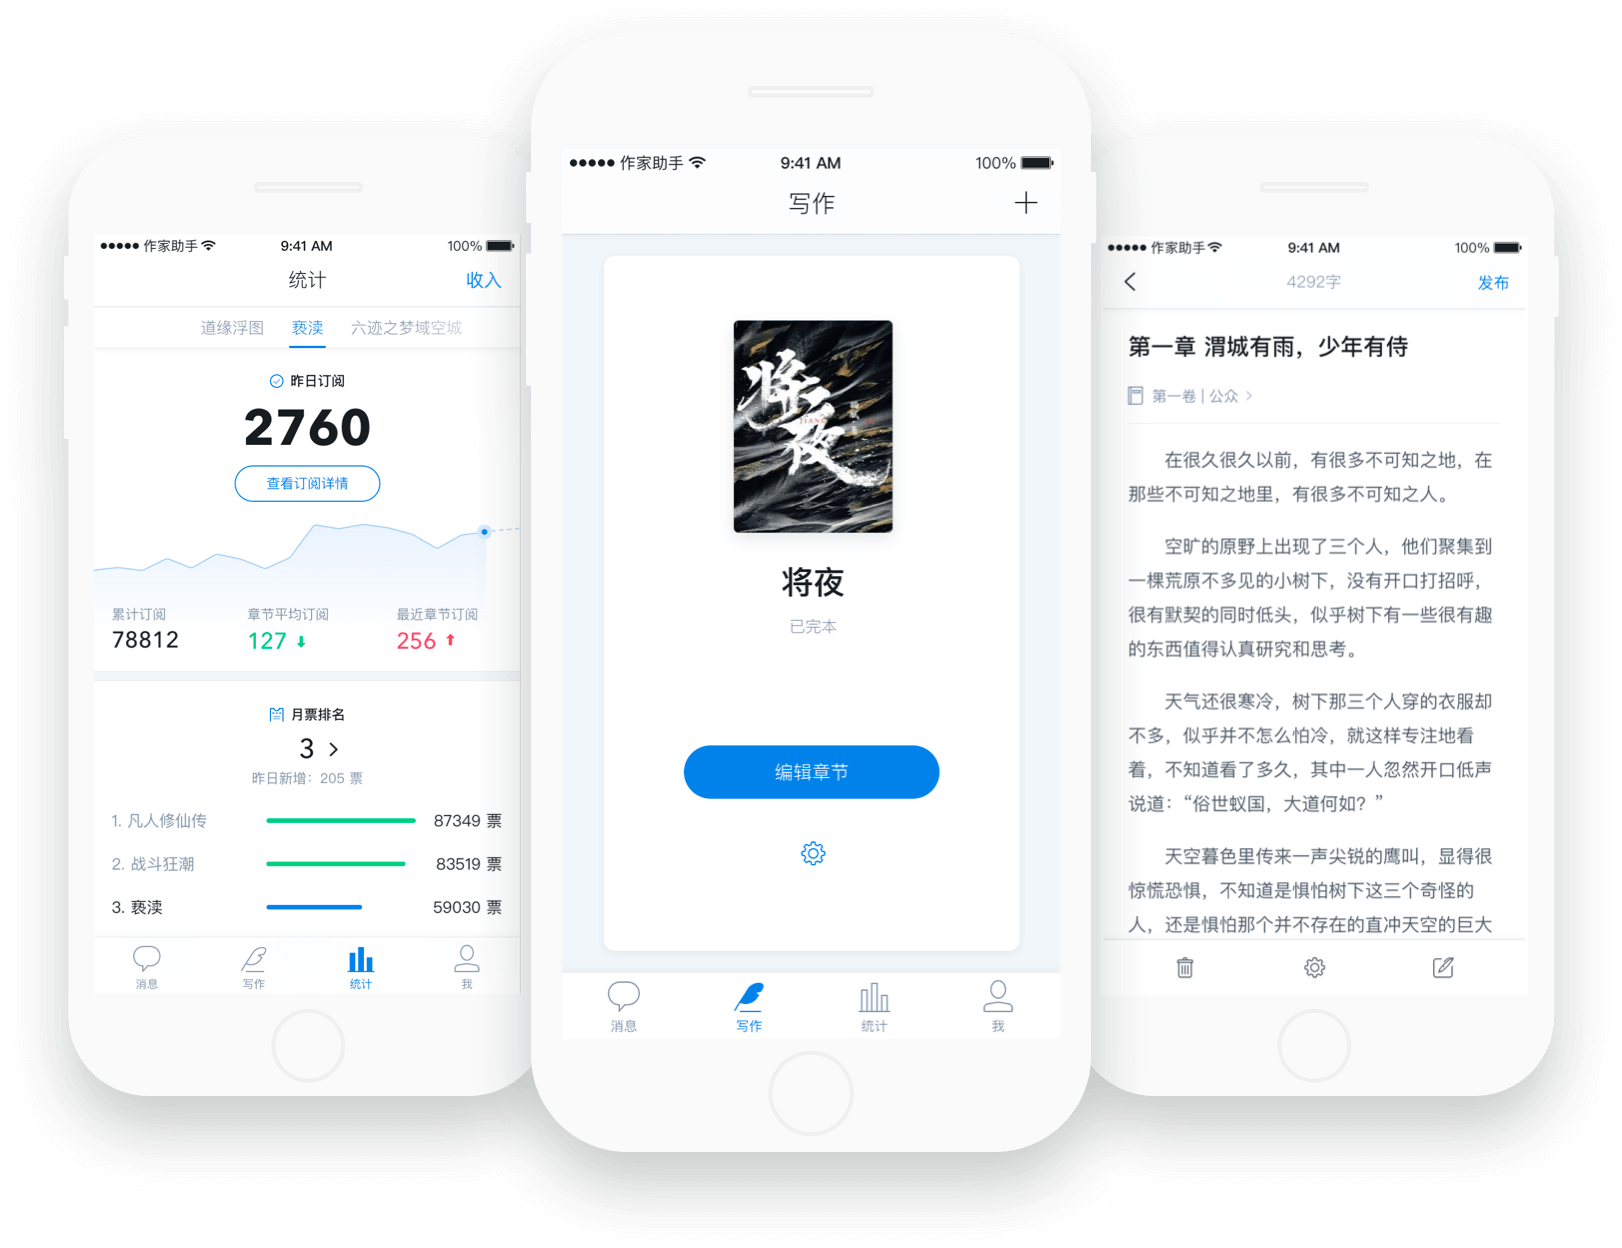 作家助手
9:41 AM
100%
统计
收入
道缘浮图
亵渎
六迹之梦域空城
昨日订阅
2760
查看订阅详情
累计订阅
章节平均订阅
最近章节订阅
78812
127
256
月票排名
3
昨日新增：205 票
1. 凡人修仙传
87349 票
2. 战斗狂潮
83519 票
3. 亵渎
59030 票
消息
写作
统计
我
作家助手
9:41 AM
100%
写作
将夜
将夜
已完本
编辑章节
消息
写作
统计
我
作家助手
9:41 AM
100%
4292字
发布
第一章 渭城有雨，少年有侍
第一卷 | 公众
在很久很久以前，有很多不可知之地，在
那些不可知之地里，有很多不可知之人。
空旷的原野上出现了三个人，他们聚集到
一棵荒原不多见的小树下，没有开口打招呼，
很有默契的同时低头，似乎树下有一些很有趣
的东西值得认真研究和思考。
天气还很寒冷，树下那三个人穿的衣服却
不多，似乎并不怎么怕冷，就这样专注地看
着，不知道看了多久，其中一人忽然开口低声
说道：“俗世蚁国，大道何如？”
天空暮色里传来一声尖锐的鹰叫，显得很
惊慌恐惧，不知道是惧怕树下这三个奇怪的
人，还是惧怕那个并不存在的直冲天空的巨大